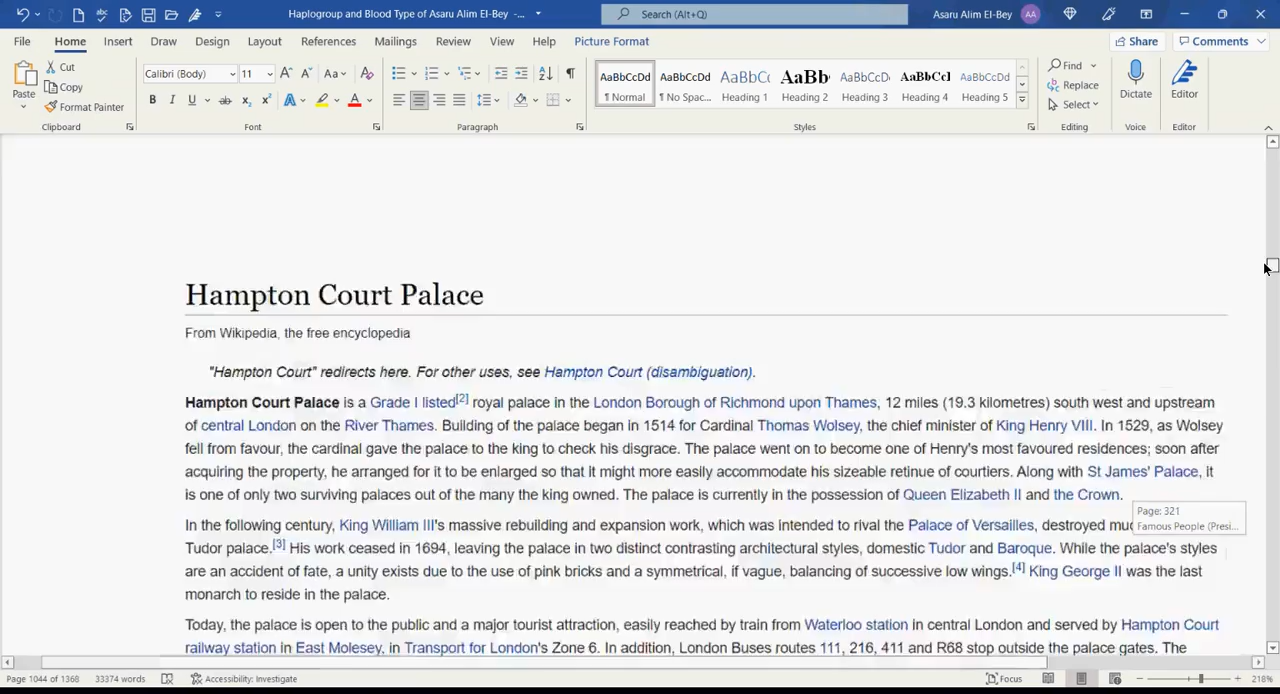 Haplogroup and Blood Type of Asaru Alim El-Bey -...
Search (Alt+Q)
Asaru Alim El-Bey AA
File Home Insert Draw Design Layout References Mailings Review View Help Picture Format Share Comments
Paste
Cut
Copy
Format Painter
Clipboard
Calibri (Body) 11
Font
Paragraph
AaBbCcDd AaBbCcDd AaBbCc AaBb AaBbCcDd AaBbCcI AaBbCcDd
¶ Normal ¶ No Spac... Heading 1 Heading 2 Heading 3 Heading 4 Heading 5
Styles
Find
Replace
Select
Editing
Dictate
Voice
Editor
Editor
Hampton Court Palace
From Wikipedia, the free encyclopedia
"Hampton Court" redirects here. For other uses, see Hampton Court (disambiguation).
Hampton Court Palace is a Grade I listed[2] royal palace in the London Borough of Richmond upon Thames, 12 miles (19.3 kilometres) south west and upstream
of central London on the River Thames. Building of the palace began in 1514 for Cardinal Thomas Wolsey, the chief minister of King Henry VIII. In 1529, as Wolsey
fell from favour, the cardinal gave the palace to the king to check his disgrace. The palace went on to become one of Henry's most favoured residences; soon after
acquiring the property, he arranged for it to be enlarged so that it might more easily accommodate his sizeable retinue of courtiers. Along with St James' Palace, it
is one of only two surviving palaces out of the many the king owned. The palace is currently in the possession of Queen Elizabeth II and the Crown.
Page: 321
Famous People (Presi...
In the following century, King William III's massive rebuilding and expansion work, which was intended to rival the Palace of Versailles, destroyed
Tudor palace.[3] His work ceased in 1694, leaving the palace in two distinct contrasting architectural styles, domestic Tudor and Baroque. While the palace's styles
are an accident of fate, a unity exists due to the use of pink bricks and a symmetrical, if vague, balancing of successive low wings.[4] King George II was the last
monarch to reside in the palace.
Today, the palace is open to the public and a major tourist attraction, easily reached by train from Waterloo station in central London and served by Hampton Court
railway station in East Molesey, in Transport for London's Zone 6. In addition, London Buses routes 111, 216, 411 and R68 stop outside the palace gates. The
Page 1044 of 1368 33374 words Accessibility: Investigate Focus 218%